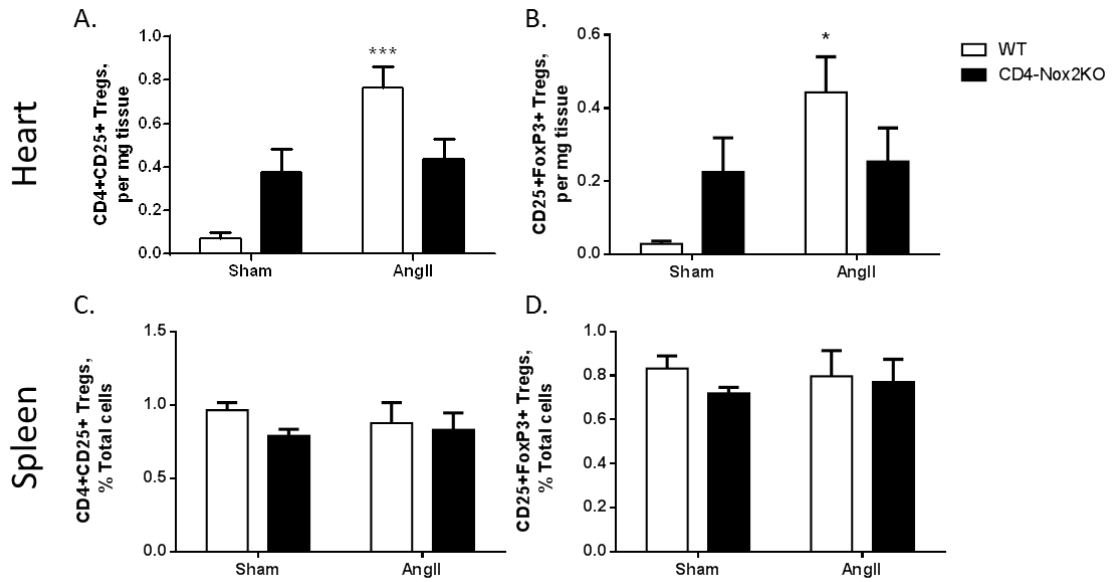 A.
CD4+CD25+ Tregs,
per mg tissue
1.0
0.8
0.6
0.4
0.2
0.0
***
Sham
AngII
B.
CD25+FoxP3+ Tregs,
per mg tissue
0.6
0.4
0.2
0.0
*
Sham
AngII
WT
CD4-Nox2KO
Heart
C.
CD4+CD25+ Tregs,
% Total cells
1.5
1.0
0.5
0.0
Sham
AngII
D.
CD25+FoxP3+ Tregs,
% Total cells
1.0
0.8
0.6
0.4
0.2
0.0
Sham
AngII
Spleen